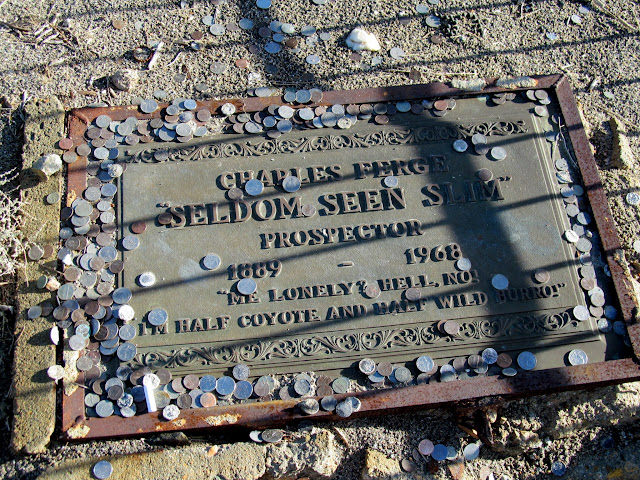 CHARLES FERGE
"SELDOM SEEN SLIM"
PROSPECTOR
1889 – 1968
"ME LONELY? HELL, NO!
I'M HALF COYOTE AND HALF WILD BURRO!"